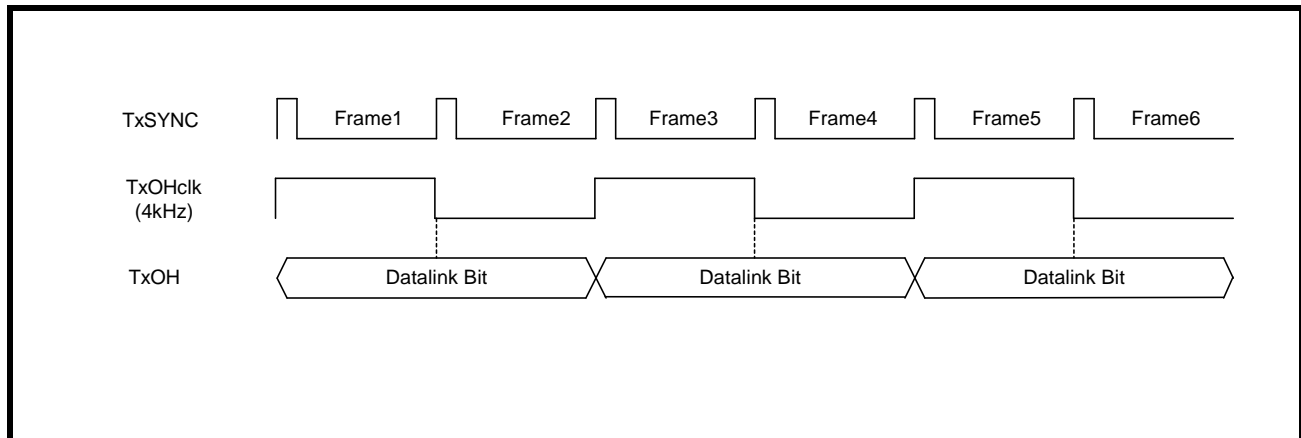 TxSYNC
Frame1 Frame2 Frame3 Frame4 Frame5 Frame6
TxOHclk
(4kHz)
TxOH
Datalink Bit Datalink Bit Datalink Bit